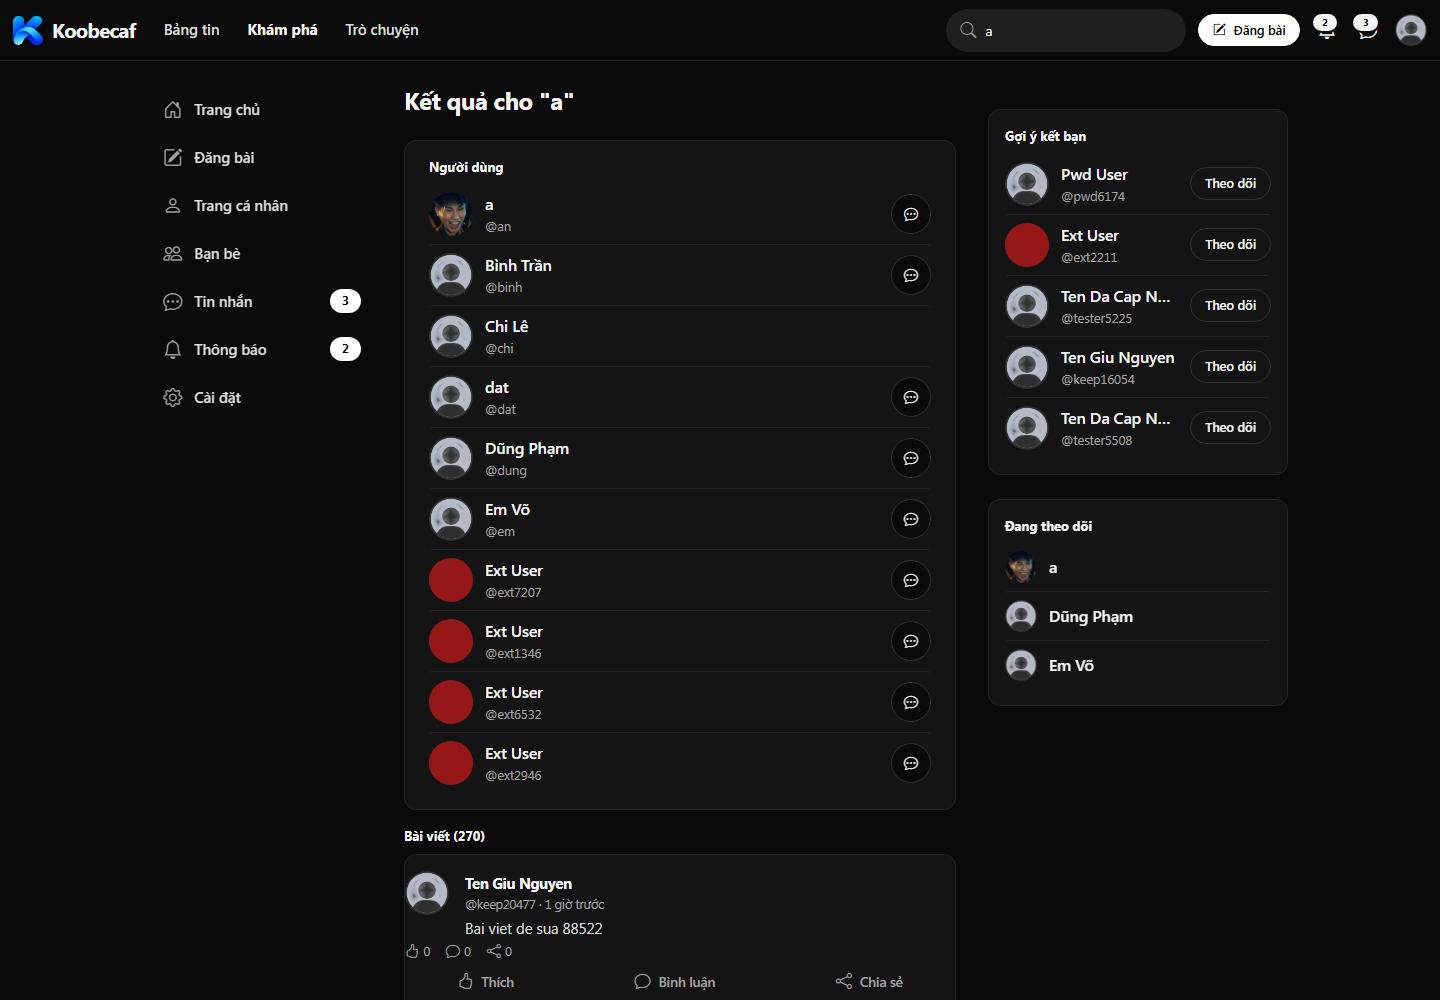 Koobecaf
Bảng tin
Khám phá
Trò chuyện
a
Đăng bài
2
3
Trang chủ
Đăng bài
Trang cá nhân
Bạn bè
Tin nhắn
3
Thông báo
2
Cài đặt
Kết quả cho "a"
Người dùng
a
@an
Bình Trần
@binh
Chi Lê
@chi
dat
@dat
Dũng Phạm
@dung
Em Võ
@em
Ext User
@ext7207
Ext User
@ext1346
Ext User
@ext6532
Ext User
@ext2946
Bài viết (270)
Ten Giu Nguyen
@keep20477 · 1 giờ trước
Bai viet de sua 88522
0
0
0
Thích
Bình luận
Chia sẻ
Gợi ý kết bạn
Pwd User
@pwd6174
Theo dõi
Ext User
@ext2211
Theo dõi
Ten Da Cap N...
@tester5225
Theo dõi
Ten Giu Nguyen
@keep16054
Theo dõi
Ten Da Cap N...
@tester5508
Theo dõi
Đang theo dõi
a
Dũng Phạm
Em Võ